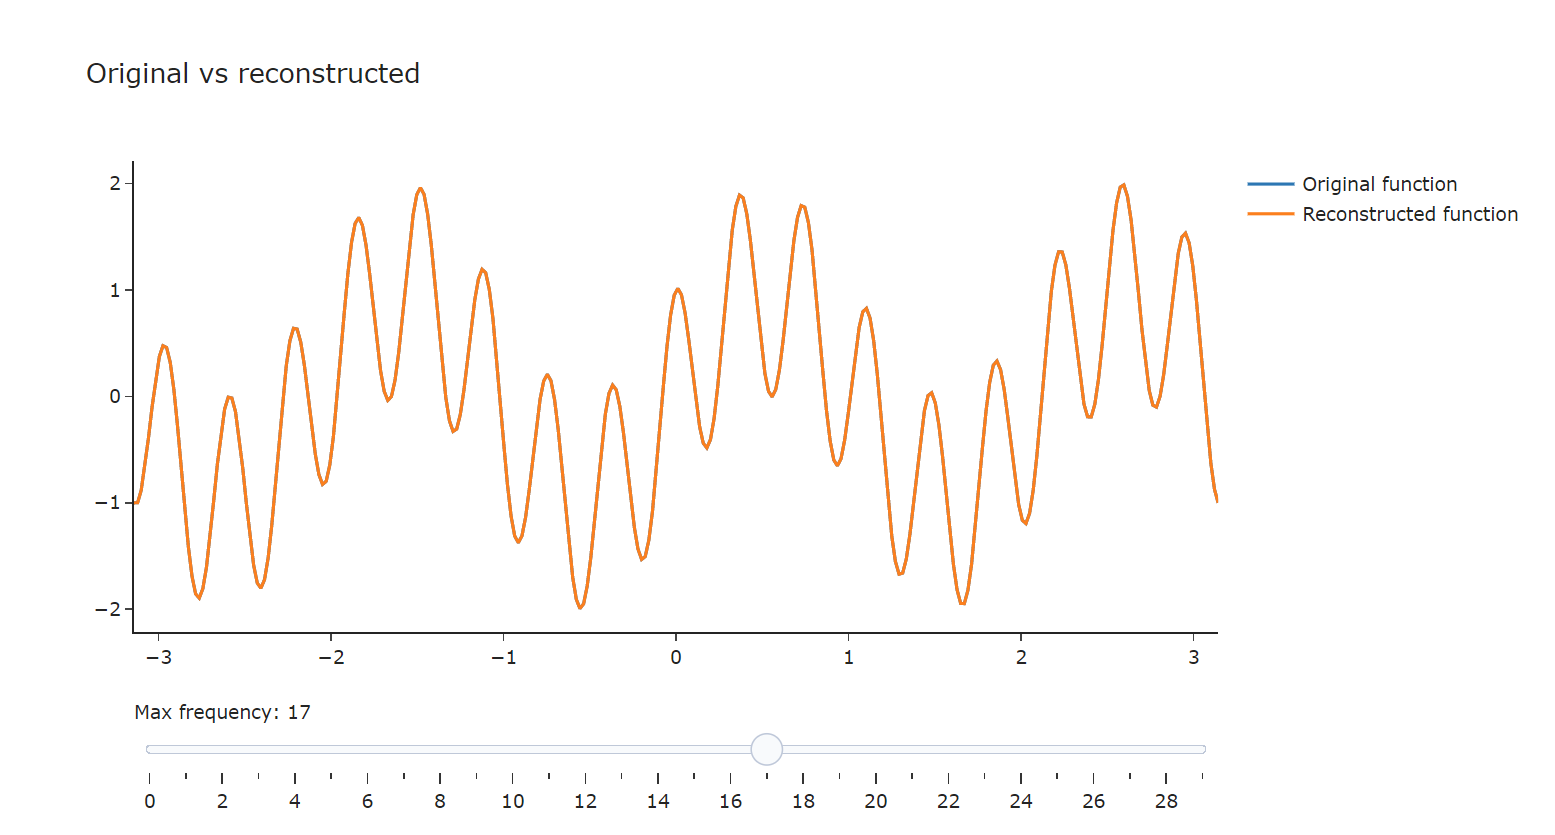 Original vs reconstructed
Original function
Reconstructed function
2
1
0
−1
−2
−3 −2 −1 0 1 2 3
Max frequency: 17
0 2 4 6 8 10 12 14 16 18 20 22 24 26 28